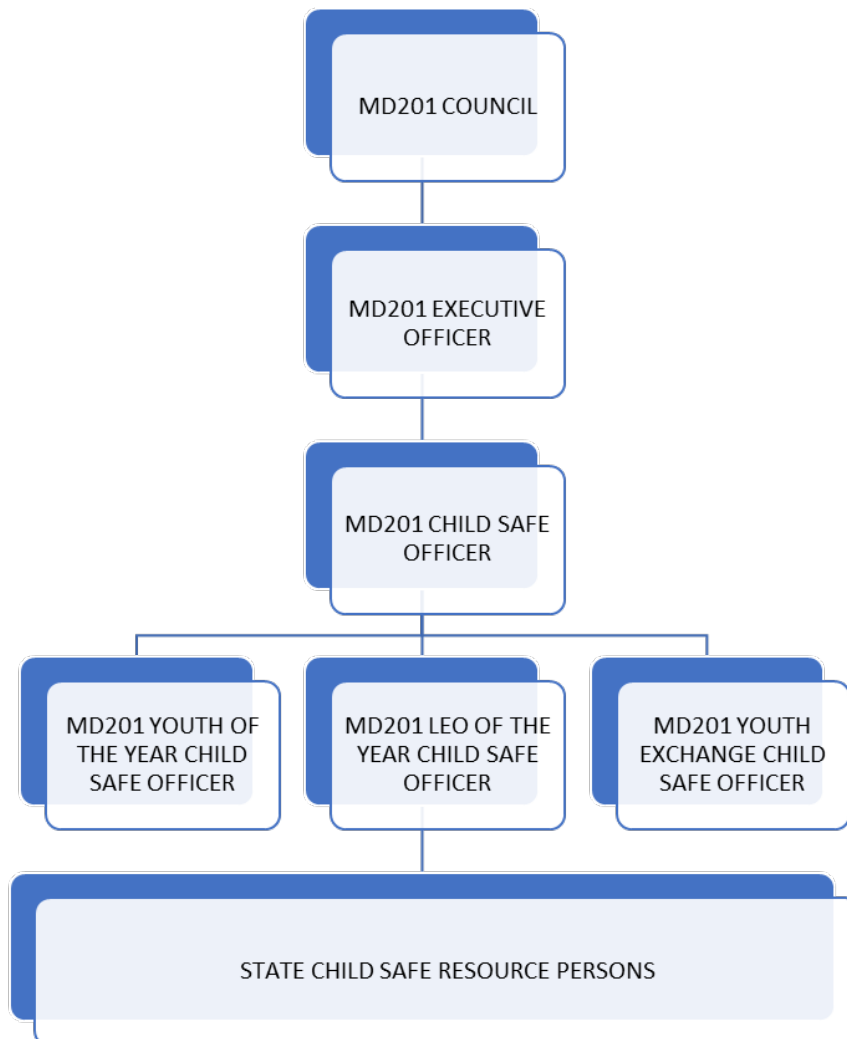 MD201 COUNCIL
MD201 EXECUTIVE
OFFICER
MD201 CHILD SAFE
OFFICER
MD201 YOUTH OF
THE YEAR CHILD
SAFE OFFICER
MD201 LEO OF THE
YEAR CHILD SAFE
OFFICER
MD201 YOUTH
EXCHANGE CHILD
SAFE OFFICER
STATE CHILD SAFE RESOURCE PERSONS